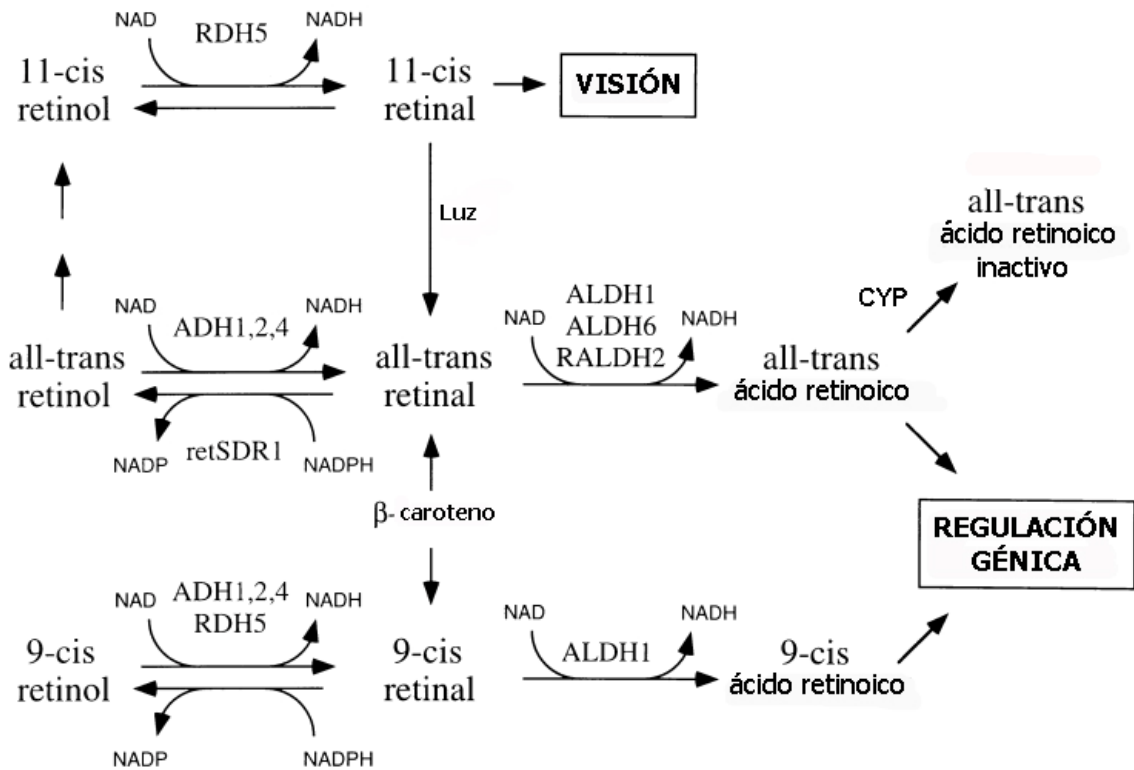 NAD
RDH5
NADH
11-cis
retinol
11-cis
retinal
VISIÓN
Luz
all-trans
ácido retinoico
inactivo
CYP
NAD
ADH1,2,4
NADH
NAD
ALDH1
ALDH6
RALDH2
NADH
all-trans
retinol
all-trans
retinal
all-trans
ácido retinoico
NADP
retSDR1
NADPH
β- caroteno
REGULACIÓN
GÉNICA
NAD
ADH1,2,4
RDH5
NADH
NAD
ALDH1
NADH
9-cis
retinol
9-cis
retinal
9-cis
ácido retinoico
NADP
NADPH